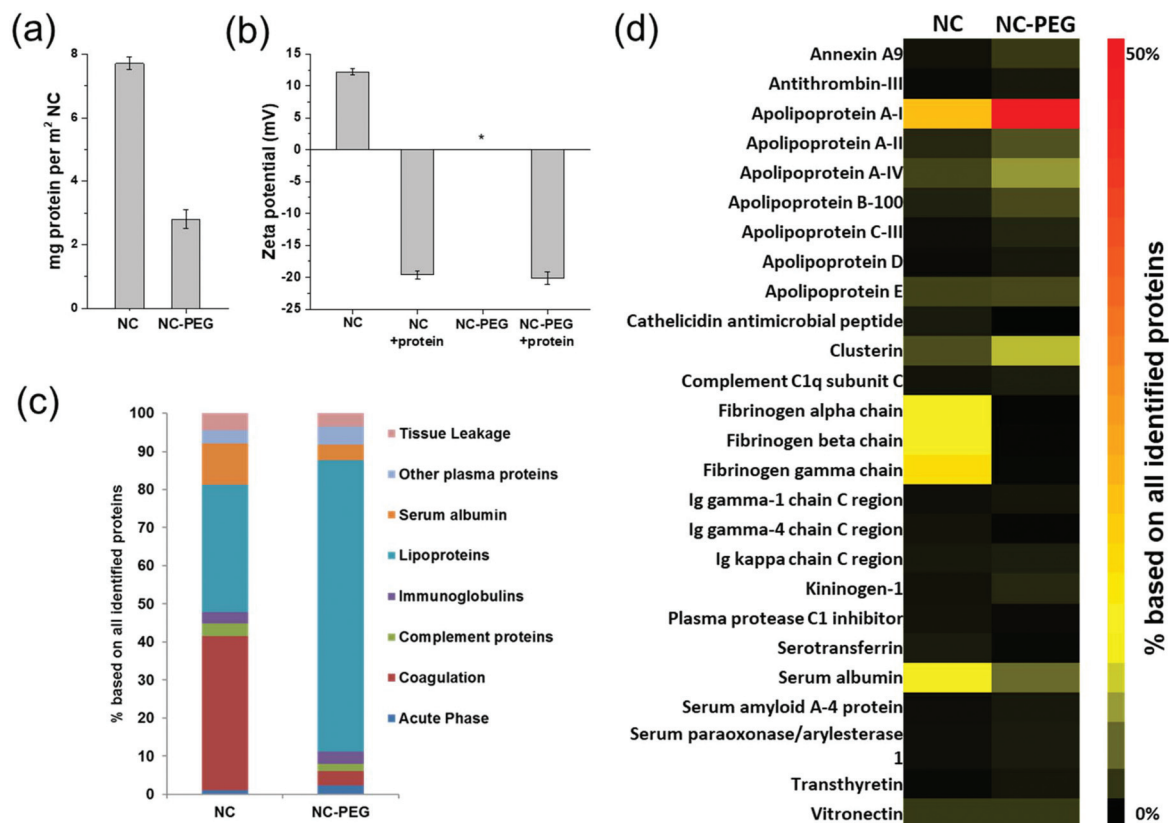 (a)
mg protein per m² NC
8
6
4
2
0
NC
NC-PEG
(b)
Zeta potential (mV)
15
10
5
0
-5
-10
-15
-20
-25
*
NC
NC
+protein
NC-PEG
NC-PEG
+protein
(c)
% based on all identified proteins
100
90
80
70
60
50
40
30
20
10
0
NC
NC-PEG
Tissue Leakage
Other plasma proteins
Serum albumin
Lipoproteins
Immunoglobulins
Complement proteins
Coagulation
Acute Phase
(d)
NC
NC-PEG
Annexin A9
Antithrombin-III
Apolipoprotein A-I
Apolipoprotein A-II
Apolipoprotein A-IV
Apolipoprotein B-100
Apolipoprotein C-III
Apolipoprotein D
Apolipoprotein E
Cathelicidin antimicrobial peptide
Clusterin
Complement C1q subunit C
Fibrinogen alpha chain
Fibrinogen beta chain
Fibrinogen gamma chain
Ig gamma-1 chain C region
Ig gamma-4 chain C region
Ig kappa chain C region
Kininogen-1
Plasma protease C1 inhibitor
Serotransferrin
Serum albumin
Serum amyloid A-4 protein
Serum paraoxonase/arylesterase
1
Transthyretin
Vitronectin
50%
0%
% based on all identified proteins